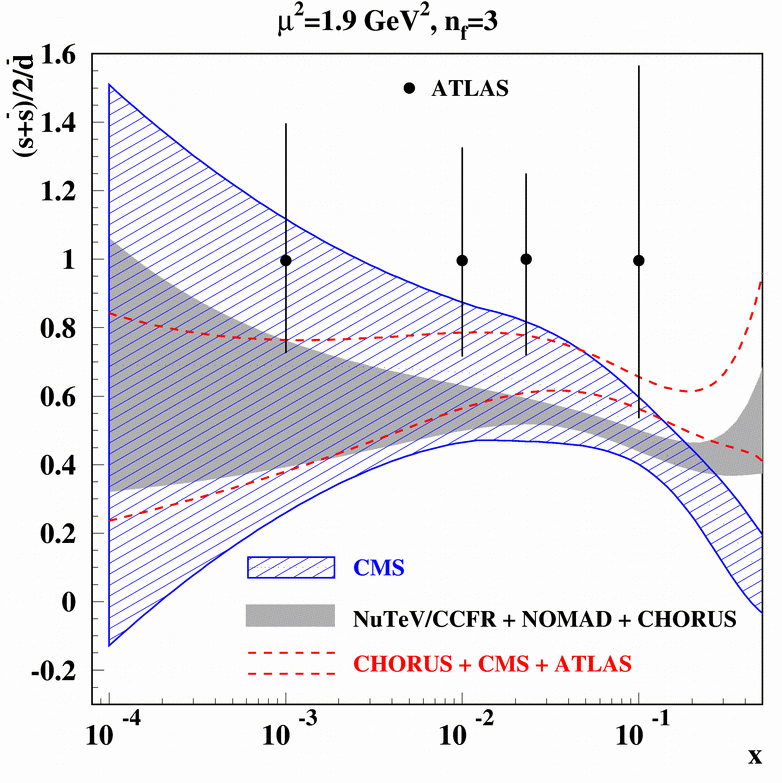 μ²=1.9 GeV², n_f=3
(s+s̄)/2/d̄
1.6
1.4
1.2
1
0.8
0.6
0.4
0.2
0
-0.2
ATLAS
CMS
NuTeV/CCFR + NOMAD + CHORUS
CHORUS + CMS + ATLAS
10⁻⁴ 10⁻³ 10⁻² 10⁻¹
x